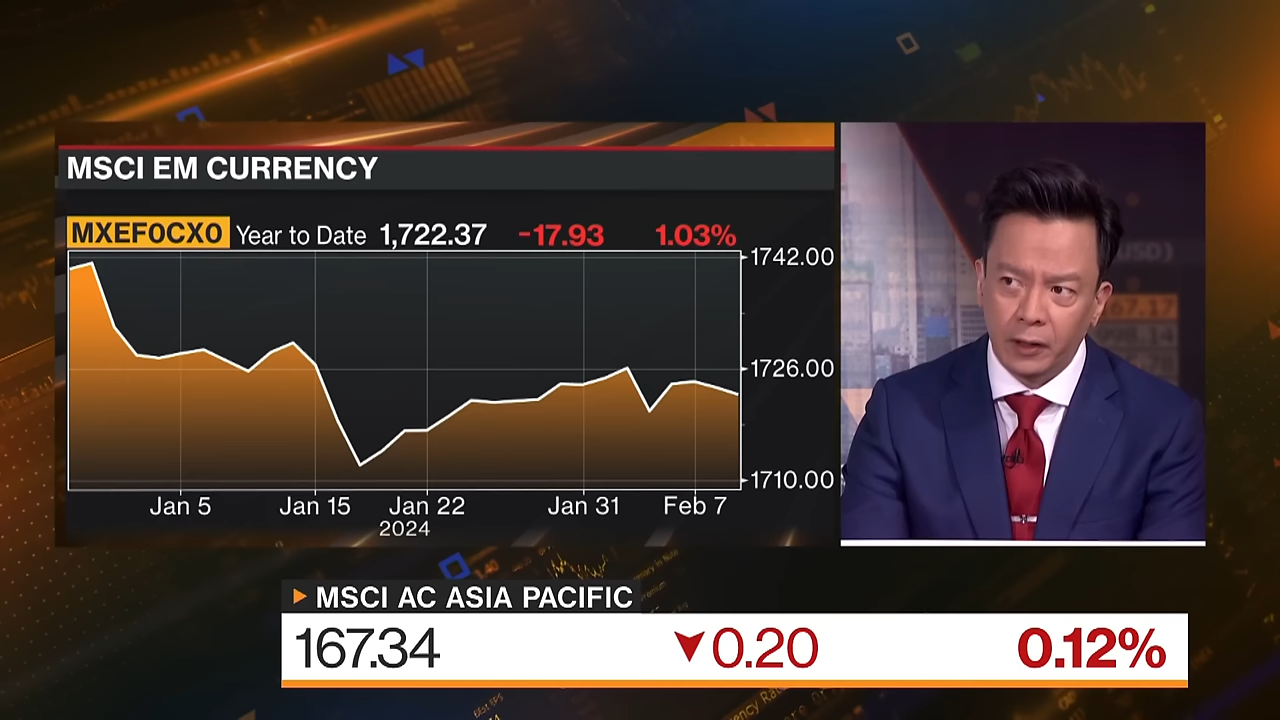 MSCI EM CURRENCY
MXEF0CX0 Year to Date 1,722.37 -17.93 1.03%
1742.00
1726.00
1710.00
Jan 5 Jan 15 Jan 22 Jan 31 Feb 7
2024
USD)
MSCI AC ASIA PACIFIC
167.34 ▼0.20 0.12%